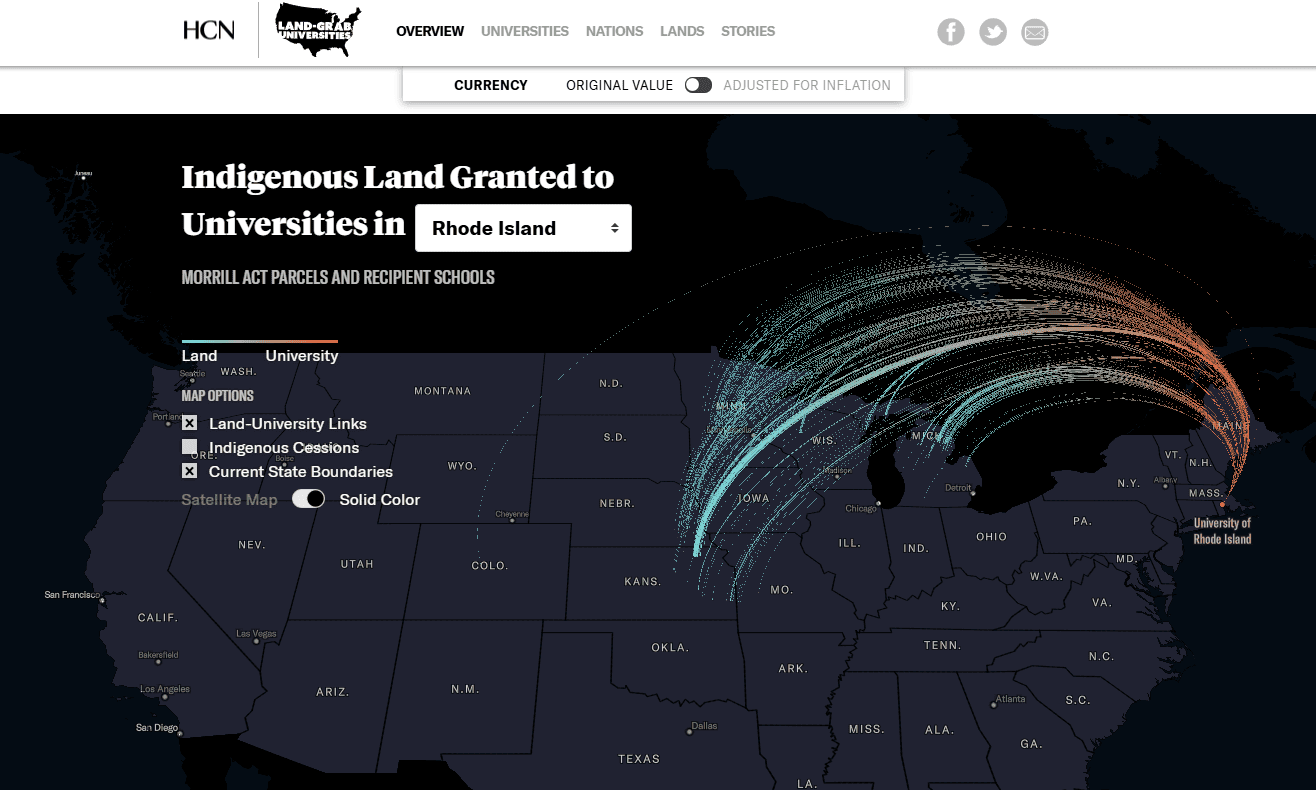 HCN
LAND-GRAB
UNIVERSITIES
OVERVIEW UNIVERSITIES NATIONS LANDS STORIES
CURRENCY ORIGINAL VALUE ADJUSTED FOR INFLATION
Indigenous Land Granted to
Universities in Rhode Island
MORRILL ACT PARCELS AND RECIPIENT SCHOOLS
Land University
MAP OPTIONS
Land-University Links
Indigenous Cessions
Current State Boundaries
Satellite Map Solid Color
Juneau
WASH.
Seattle
MONTANA
N.D.
MINN.
Portland
ORE.
Boise
S.D.
WIS.
MICH.
MAINE
VT.
N.H.
WYO.
Madison
N.Y.
Albany
MASS.
NEBR.
IOWA
Detroit
Chicago
Cheyenne
PA.
University of
Rhode Island
NEV.
UTAH
COLO.
ILL.
IND.
OHIO
MD.
KANS.
MO.
W.VA.
San Francisco
CALIF.
KY.
VA.
Las Vegas
OKLA.
TENN.
N.C.
Bakersfield
Los Angeles
ARIZ.
N.M.
ARK.
Atlanta
S.C.
San Diego
Dallas
MISS.
ALA.
GA.
TEXAS
LA.